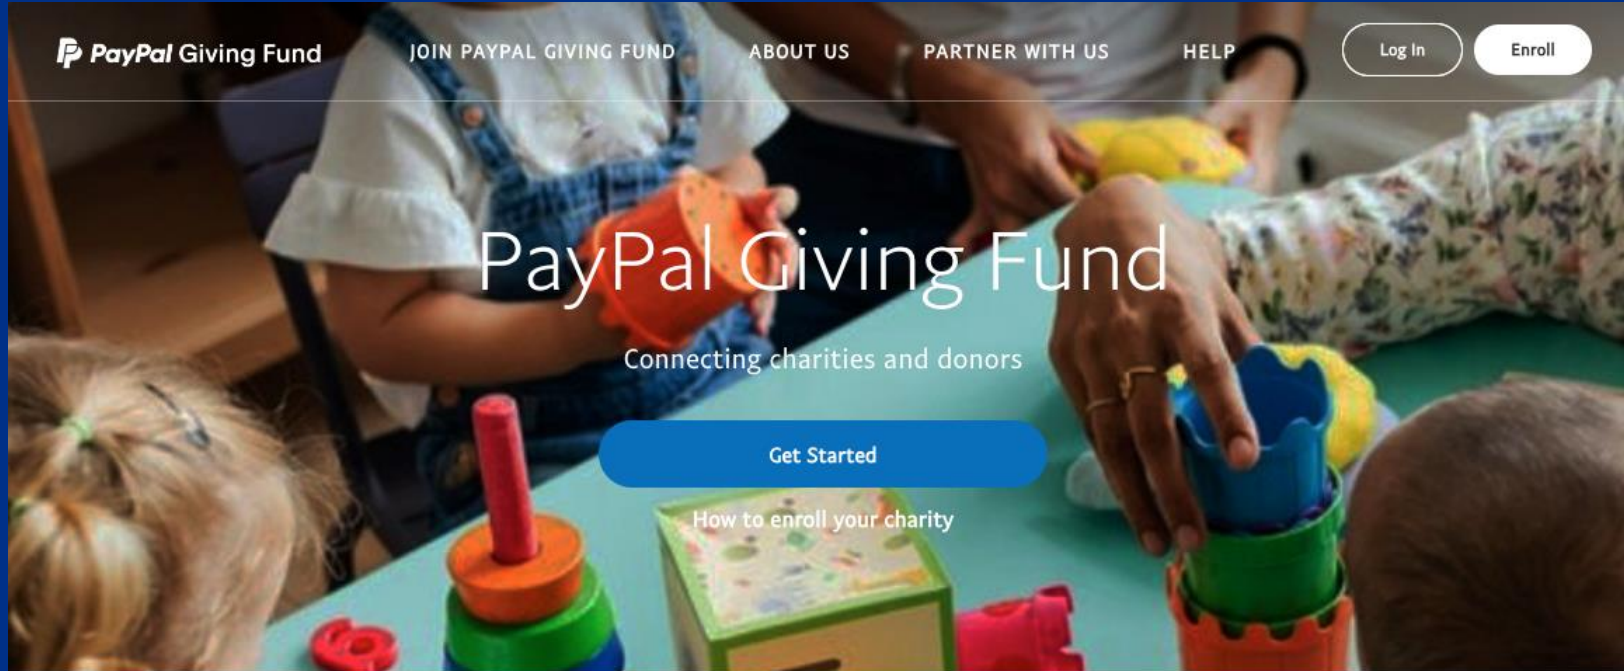 PayPal Giving Fund
JOIN PAYPAL GIVING FUND
ABOUT US
PARTNER WITH US
HELP
Log In
Enroll
PayPal Giving Fund
Connecting charities and donors
Get Started
How to enroll your charity